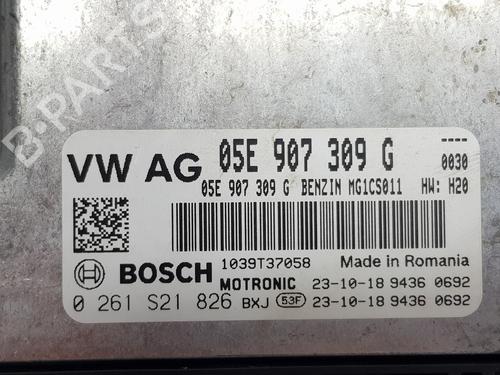 B-PARTS
VW AG 05E 907 309 G
----
0030
05E 907 309 G BENZIN MG1CS011 HW: H20
BOSCH
1039T37058 Made in Romania
MOTRONIC 23-10-18 9436 0692
0 261 S21 826 BXJ 53F 23-10-18 9436 0692